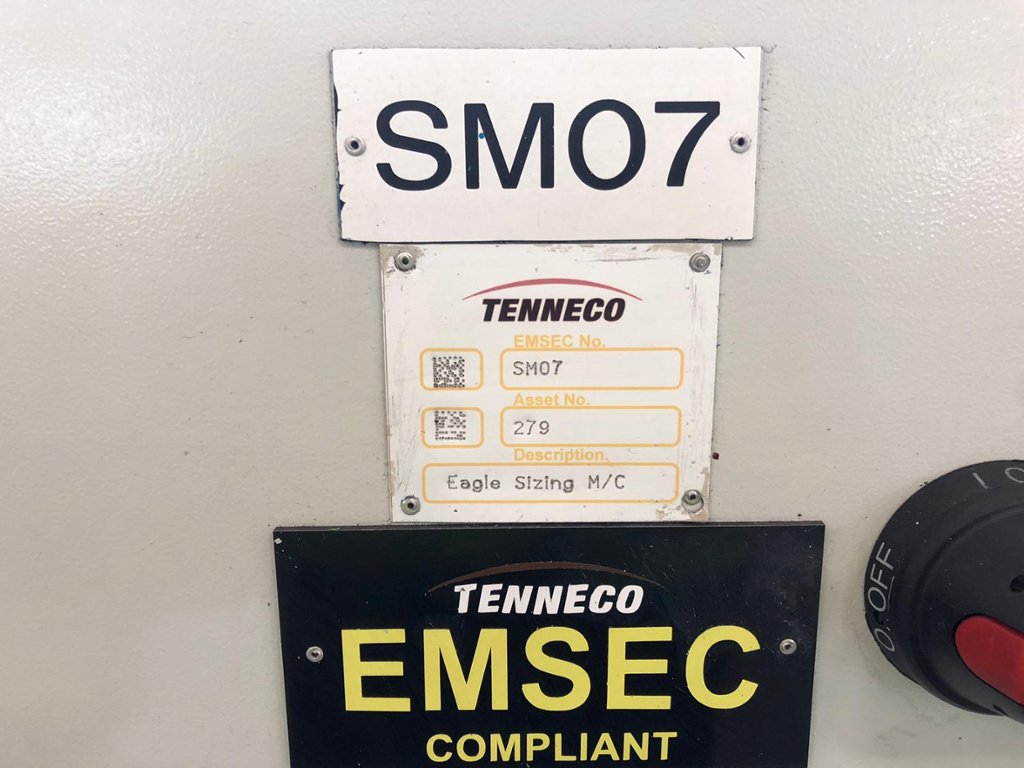 SM07
TENNECO
EMSEC No.
SM07
Asset No.
279
Description.
Eagle Sizing M/C
TENNECO
EMSEC
COMPLIANT
O. OFF
I O